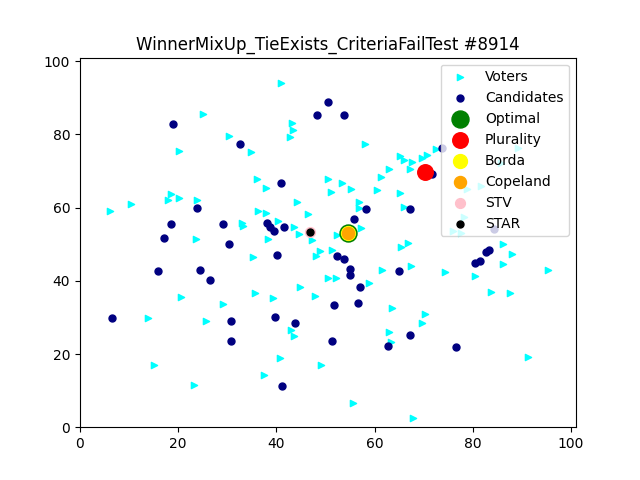 WinnerMixUp_TieExists_CriteriaFailTest #8914
100
80
60
40
20
0
0 20 40 60 80 100
Voters
Candidates
Optimal
Plurality
Borda
Copeland
STV
STAR